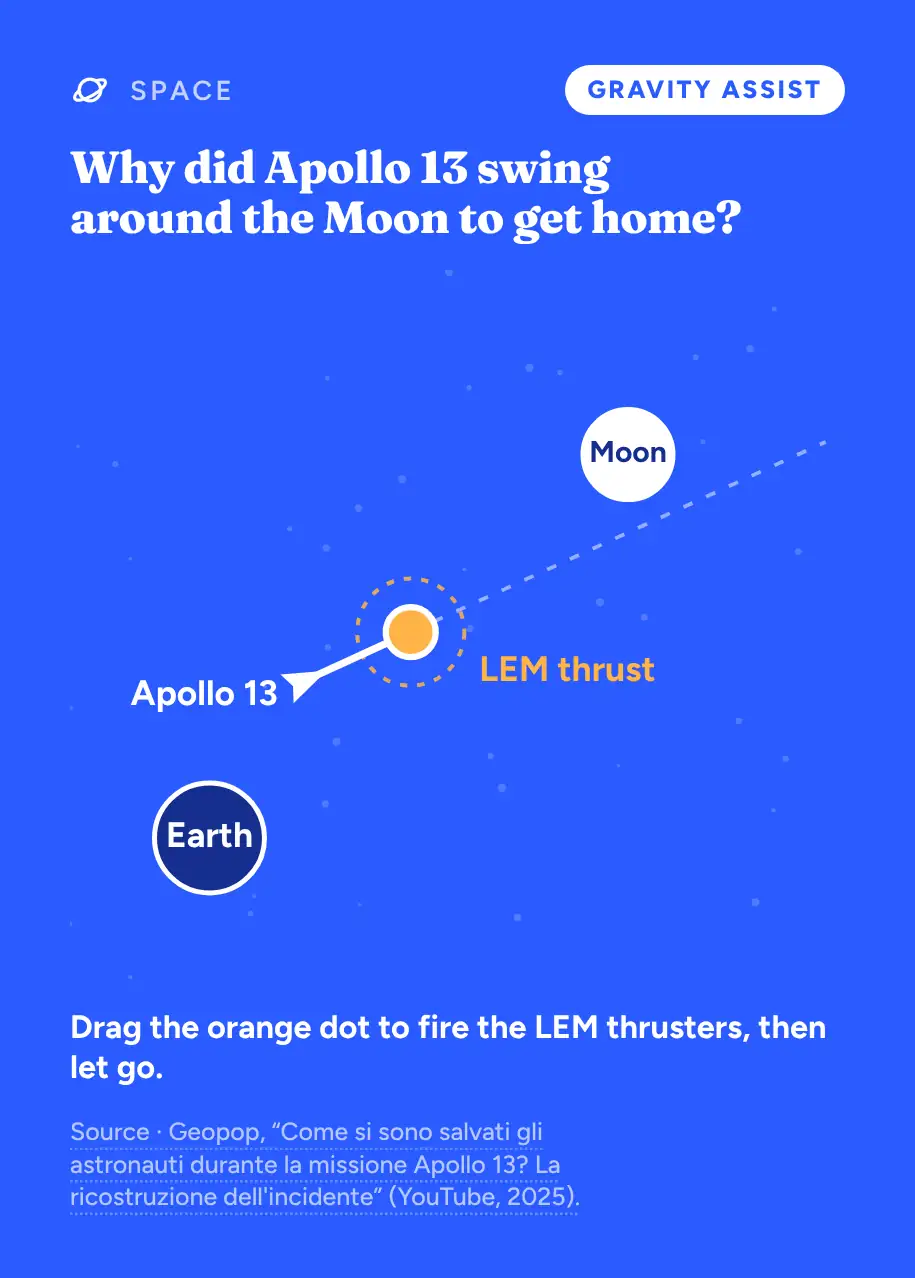 SPACE
GRAVITY ASSIST
Why did Apollo 13 swing
around the Moon to get home?
Moon
LEM thrust
Apollo 13
Earth
Drag the orange dot to fire the LEM thrusters, then
let go.
Source · Geopop, “Come si sono salvati gli
astronauti durante la missione Apollo 13? La
ricostruzione dell'incidente” (YouTube, 2025).